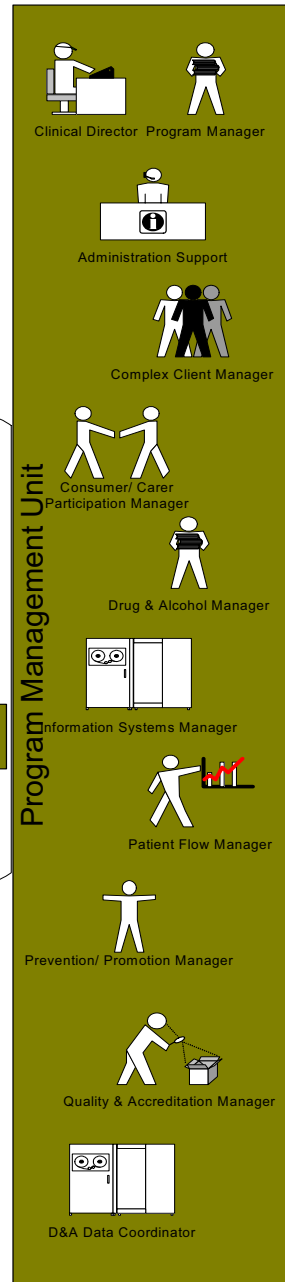 Clinical Director Program Manager
Administration Support
Complex Client Manager
Consumer/ Carer
Participation Manager
Drug & Alcohol Manager
Program Management Unit
Information Systems Manager
Patient Flow Manager
Prevention/ Promotion Manager
Quality & Accreditation Manager
D&A Data Coordinator